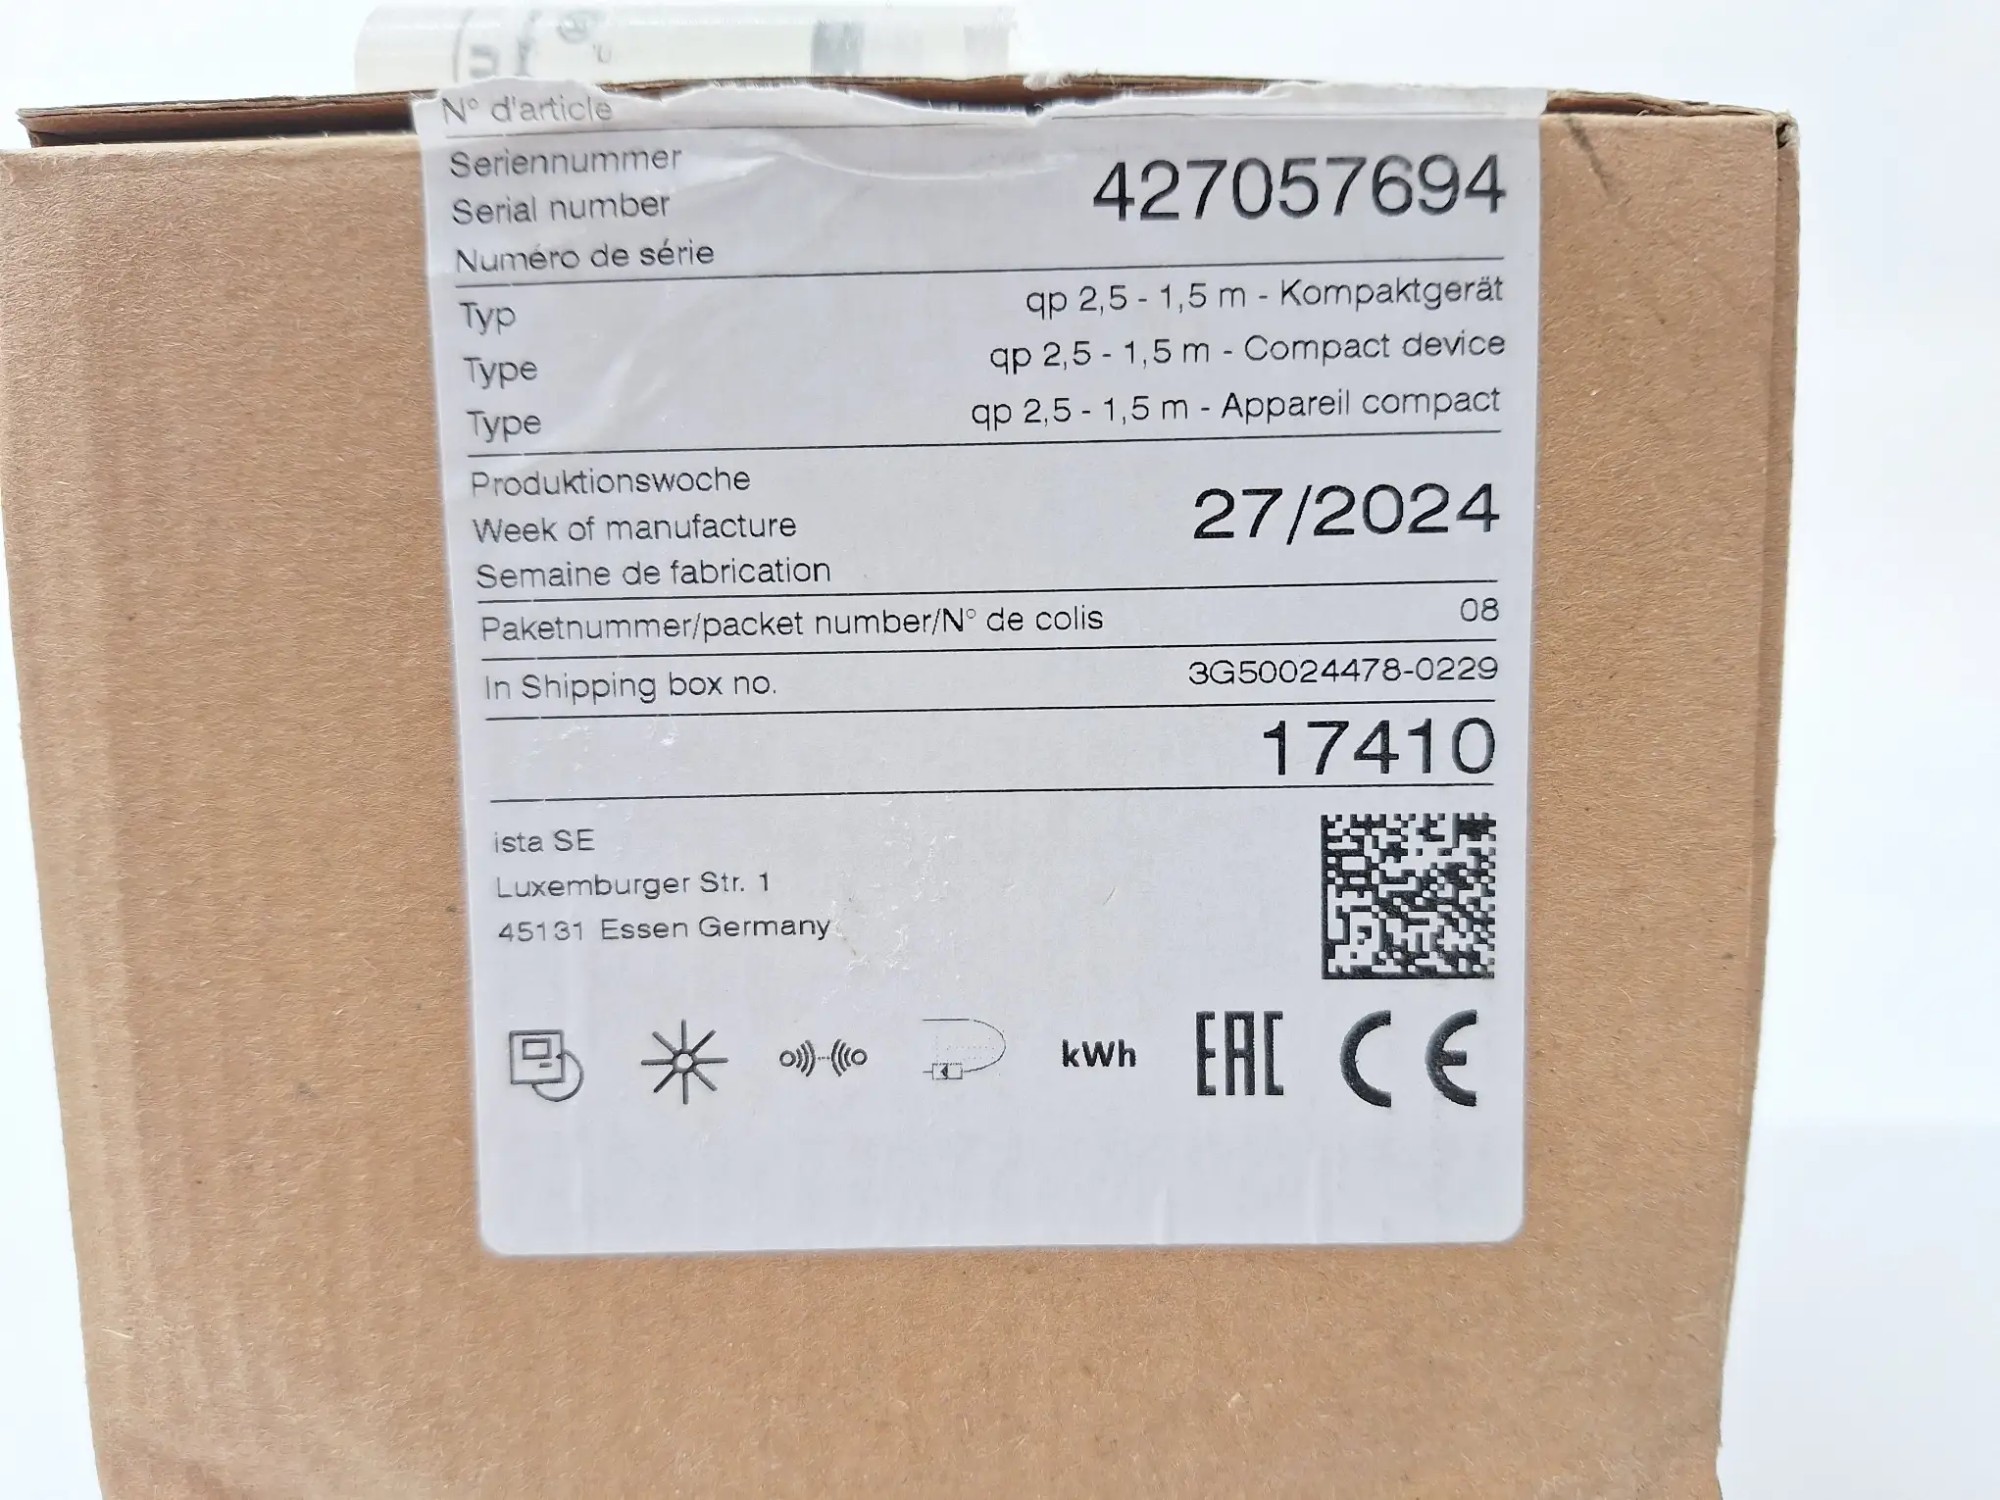 N° d'article
Seriennummer
Serial number
Numéro de série
427057694
Typ qp 2,5 - 1,5 m - Kompaktgerät
Type qp 2,5 - 1,5 m - Compact device
Type qp 2,5 - 1,5 m - Appareil compact
Produktionswoche
Week of manufacture
Semaine de fabrication
27/2024
Paketnummer/packet number/N° de colis 08
In Shipping box no. 3G50024478-0229
17410
ista SE
Luxemburger Str. 1
45131 Essen Germany
kWh EAC CE